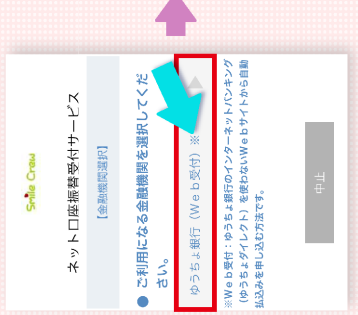 Smile Crew
ネット口座振替受付サービス
【金融機関選択】
● ご利用になる金融機関を選択してくだ
さい。
ゆうちょ銀行（Ｗｅｂ受付）※
※Ｗｅｂ受付：ゆうちょ銀行のインターネットバンキング
（ゆうちょダイレクト）を使わないＷｅｂサイトから自動
払込みを申し込む方法です。
中止